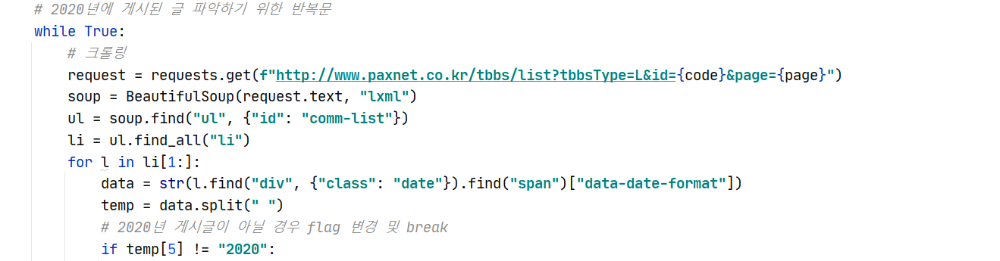 # 2020년에 게시된 글 파악하기 위한 반복문
while True:
    # 크롤링
    request = requests.get(f"http://www.paxnet.co.kr/tbbs/list?tbbsType=L&id={code}&page={page}")
    soup = BeautifulSoup(request.text, "lxml")
    ul = soup.find("ul", {"id": "comm-list"})
    li = ul.find_all("li")
    for l in li[1:]:
        data = str(l.find("div", {"class": "date"}).find("span")["data-date-format"])
        temp = data.split(" ")
        # 2020년 게시글이 아닐 경우 flag 변경 및 break
        if temp[5] != "2020":